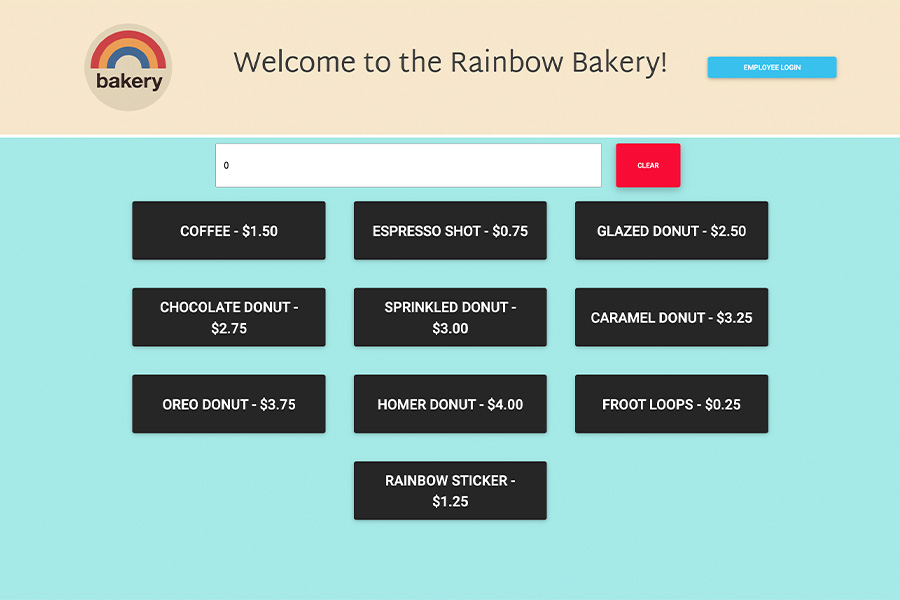 bakery
Welcome to the Rainbow Bakery!
EMPLOYEE LOGIN
0
CLEAR
COFFEE - $1.50
ESPRESSO SHOT - $0.75
GLAZED DONUT - $2.50
CHOCOLATE DONUT -
$2.75
SPRINKLED DONUT -
$3.00
CARAMEL DONUT - $3.25
OREO DONUT - $3.75
HOMER DONUT - $4.00
FROOT LOOPS - $0.25
RAINBOW STICKER -
$1.25